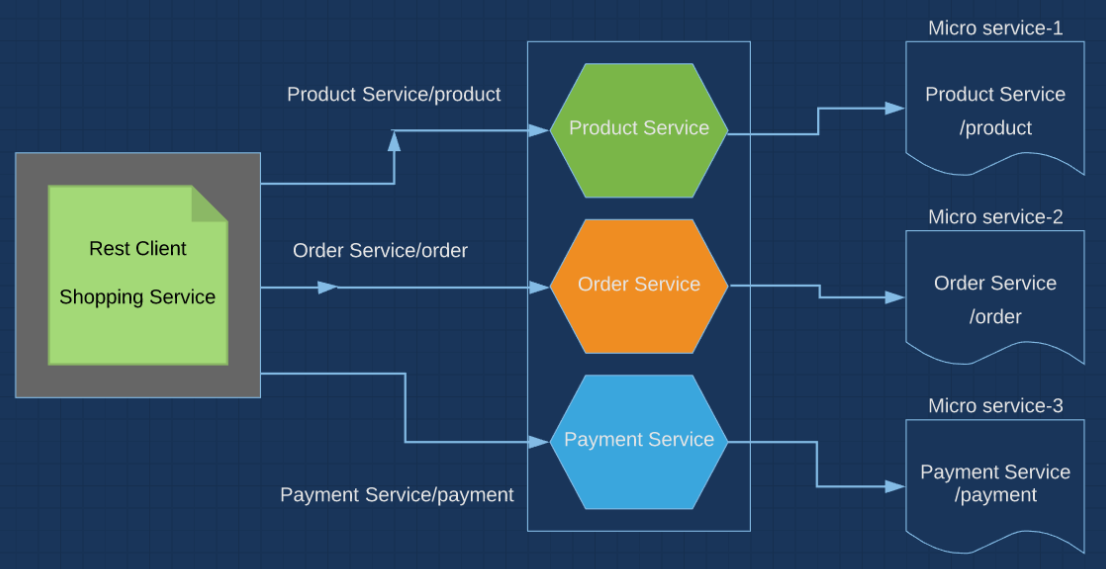 Micro service-1
Product Service/product
Product Service
Product Service
/product
Rest Client
Shopping Service
Order Service/order
Order Service
Micro service-2
Order Service
/order
Payment Service/payment
Payment Service
Micro service-3
Payment Service
/payment